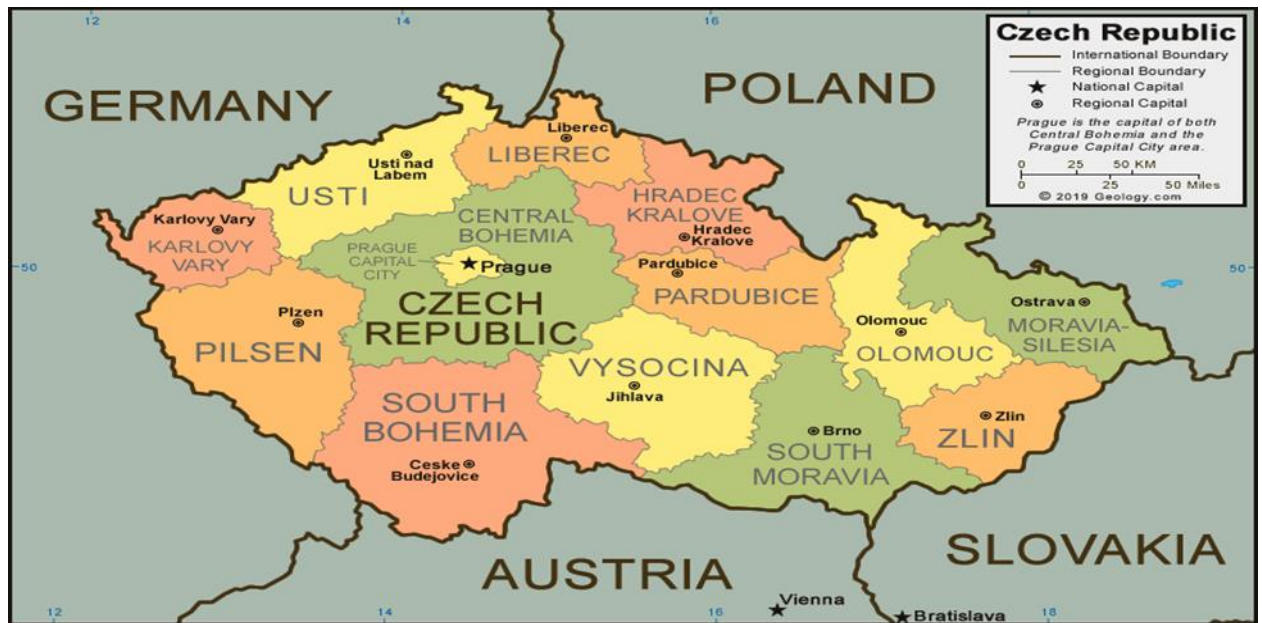 12
14
16
Czech Republic
International Boundary
Regional Boundary
National Capital
Regional Capital
Prague is the capital of both
Central Bohemia and the
Prague Capital City area.
0 25 50 KM
0 25 50 Miles
© 2019 Geology.com
GERMANY
POLAND
Liberec
LIBEREC
Usti nad
Labem
USTI
HRADEC
KRALOVE
Hradec
Kralove
Karlovy Vary
KARLOVY
VARY
CENTRAL
BOHEMIA
PRAGUE
CAPITAL
CITY
Prague
50
50
Pardubice
PARDUBICE
CZECH
REPUBLIC
Plzen
PILSEN
Ostrava
MORAVIA-
SILESIA
Olomouc
OLOMOUC
VYSOCINA
Jihlava
SOUTH
BOHEMIA
Ceske
Budejovice
Brno
SOUTH
MORAVIA
Zlin
ZLIN
SLOVAKIA
AUSTRIA
Vienna
Bratislava
12
14
16
18